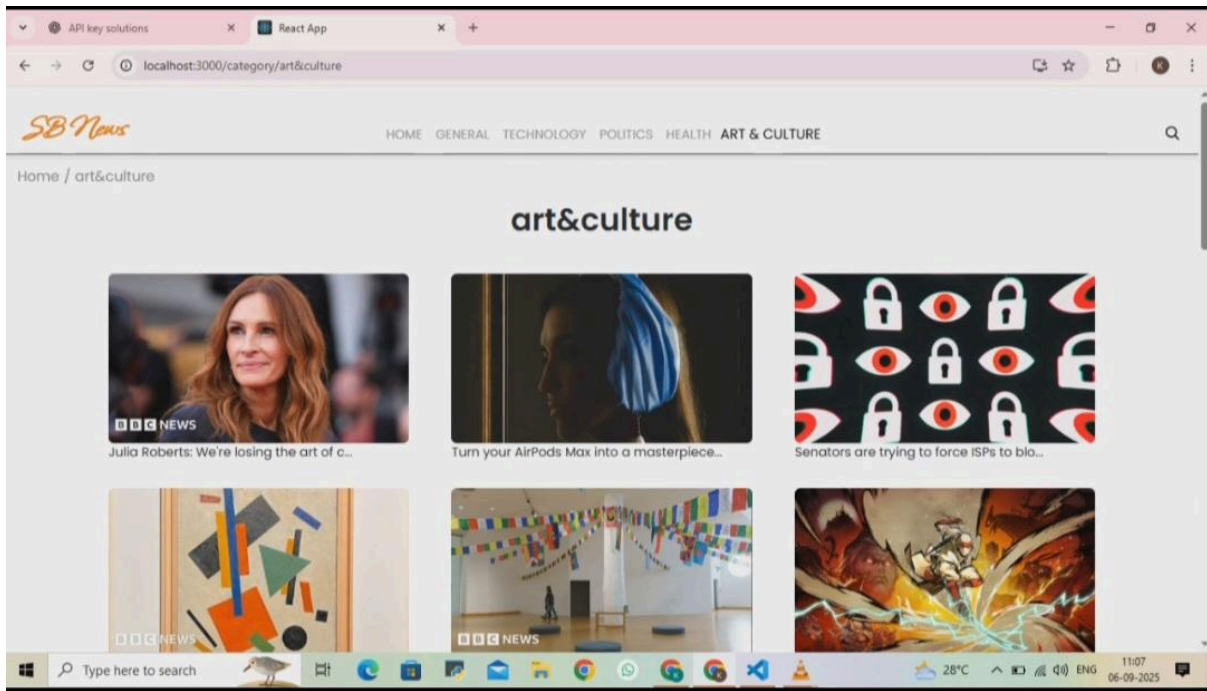 API key solutions
React App
localhost:3000/category/art&culture
K
SB News
HOME GENERAL TECHNOLOGY POLITICS HEALTH ART & CULTURE
Home / art&culture
art&culture
BBC NEWS
Julia Roberts: We're losing the art of c...
Turn your AirPods Max into a masterpiece...
Senators are trying to force ISPs to blo...
BBC NEWS
BBC NEWS
Type here to search
28°C
ENG
11:07
06-09-2025